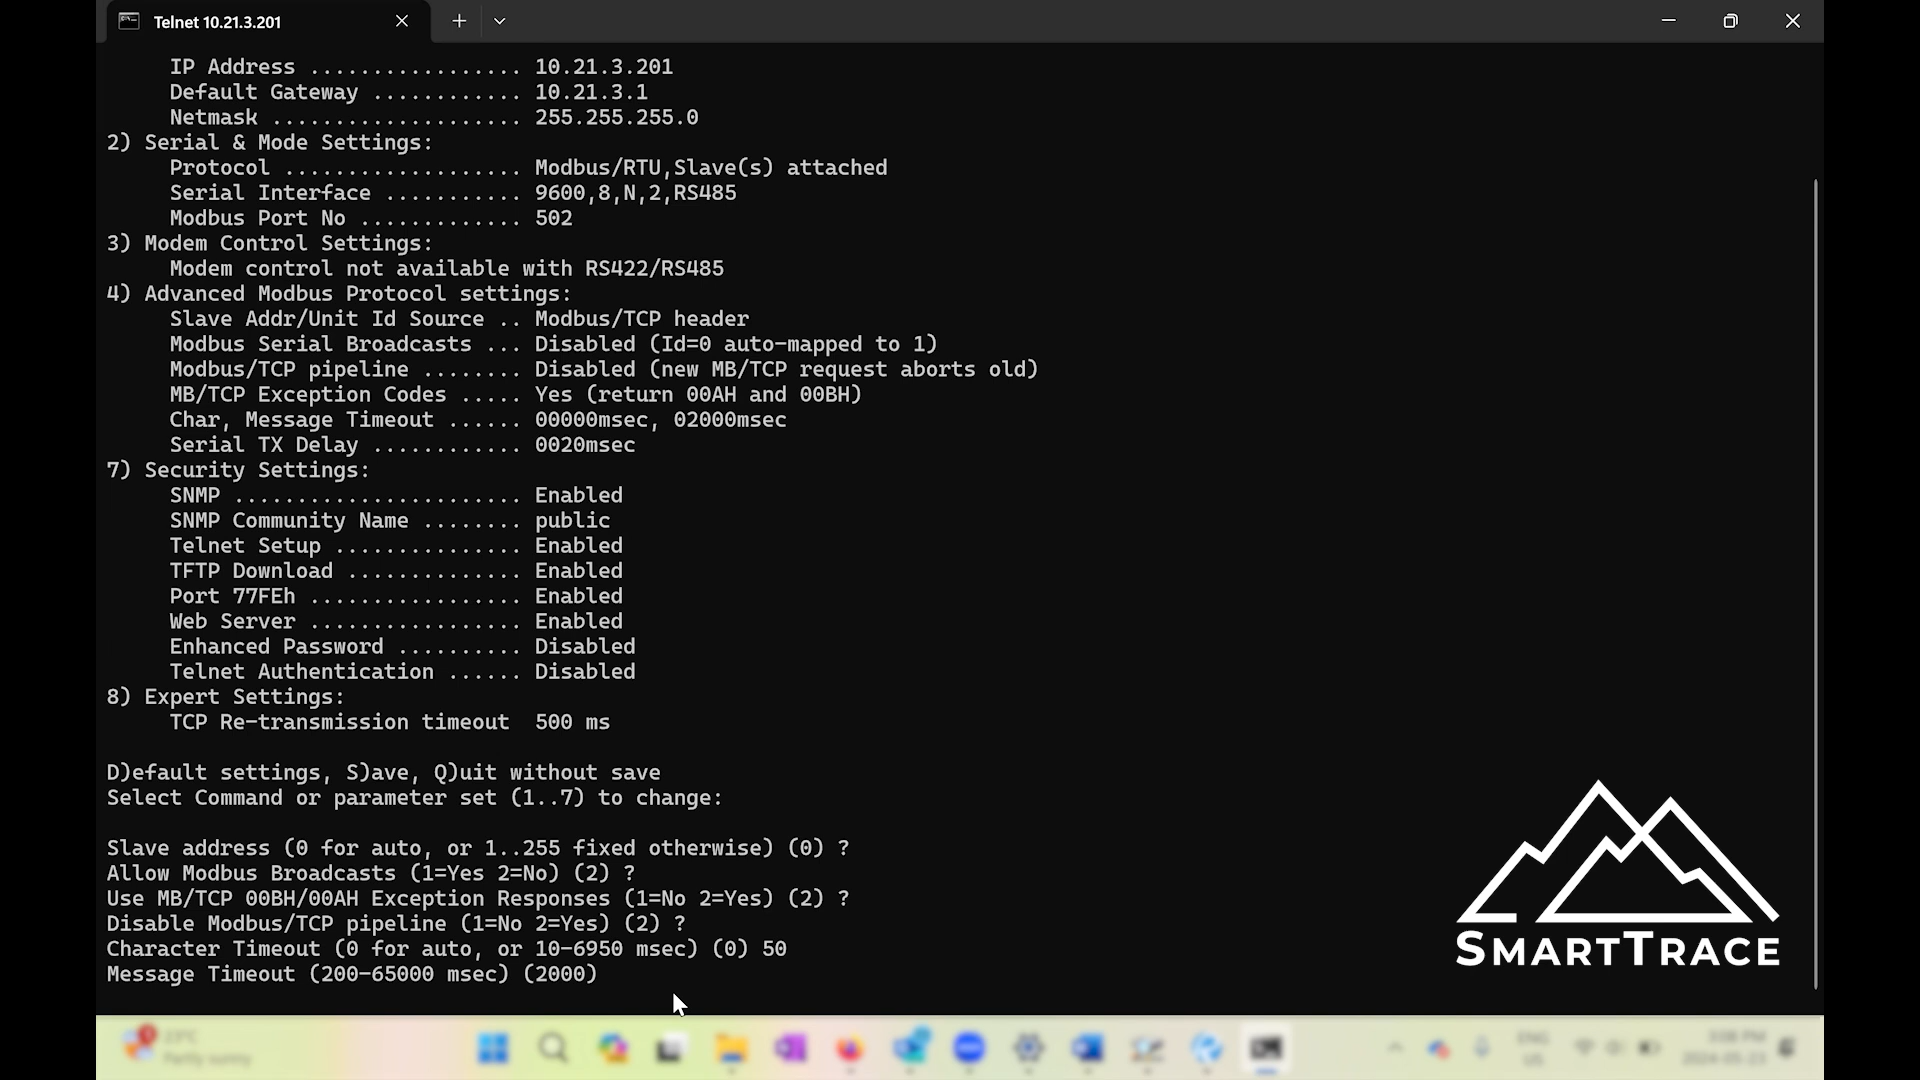 Telnet 10.21.3.201
IP Address ................. 10.21.3.201
Default Gateway ............ 10.21.3.1
Netmask .................... 255.255.255.0
2) Serial & Mode Settings:
Protocol ................... Modbus/RTU,Slave(s) attached
Serial Interface ........... 9600,8,N,2,RS485
Modbus Port No ............. 502
3) Modem Control Settings:
Modem control not available with RS422/RS485
4) Advanced Modbus Protocol settings:
Slave Addr/Unit Id Source .. Modbus/TCP header
Modbus Serial Broadcasts ... Disabled (Id=0 auto-mapped to 1)
Modbus/TCP pipeline ........ Disabled (new MB/TCP request aborts old)
MB/TCP Exception Codes ..... Yes (return 00AH and 00BH)
Char, Message Timeout ...... 00000msec, 02000msec
Serial TX Delay ............ 0020msec
7) Security Settings:
SNMP ....................... Enabled
SNMP Community Name ........ public
Telnet Setup ............... Enabled
TFTP Download .............. Enabled
Port 77FEh ................. Enabled
Web Server ................. Enabled
Enhanced Password .......... Disabled
Telnet Authentication ...... Disabled
8) Expert Settings:
TCP Re-transmission timeout  500 ms
D)efault settings, S)ave, Q)uit without save
Select Command or parameter set (1..7) to change:
Slave address (0 for auto, or 1..255 fixed otherwise) (0) ?
Allow Modbus Broadcasts (1=Yes 2=No) (2) ?
Use MB/TCP 00BH/00AH Exception Responses (1=No 2=Yes) (2) ?
Disable Modbus/TCP pipeline (1=No 2=Yes) (2) ?
Character Timeout (0 for auto, or 10-6950 msec) (0) 50
Message Timeout (200-65000 msec) (2000)
SMARTTRACE